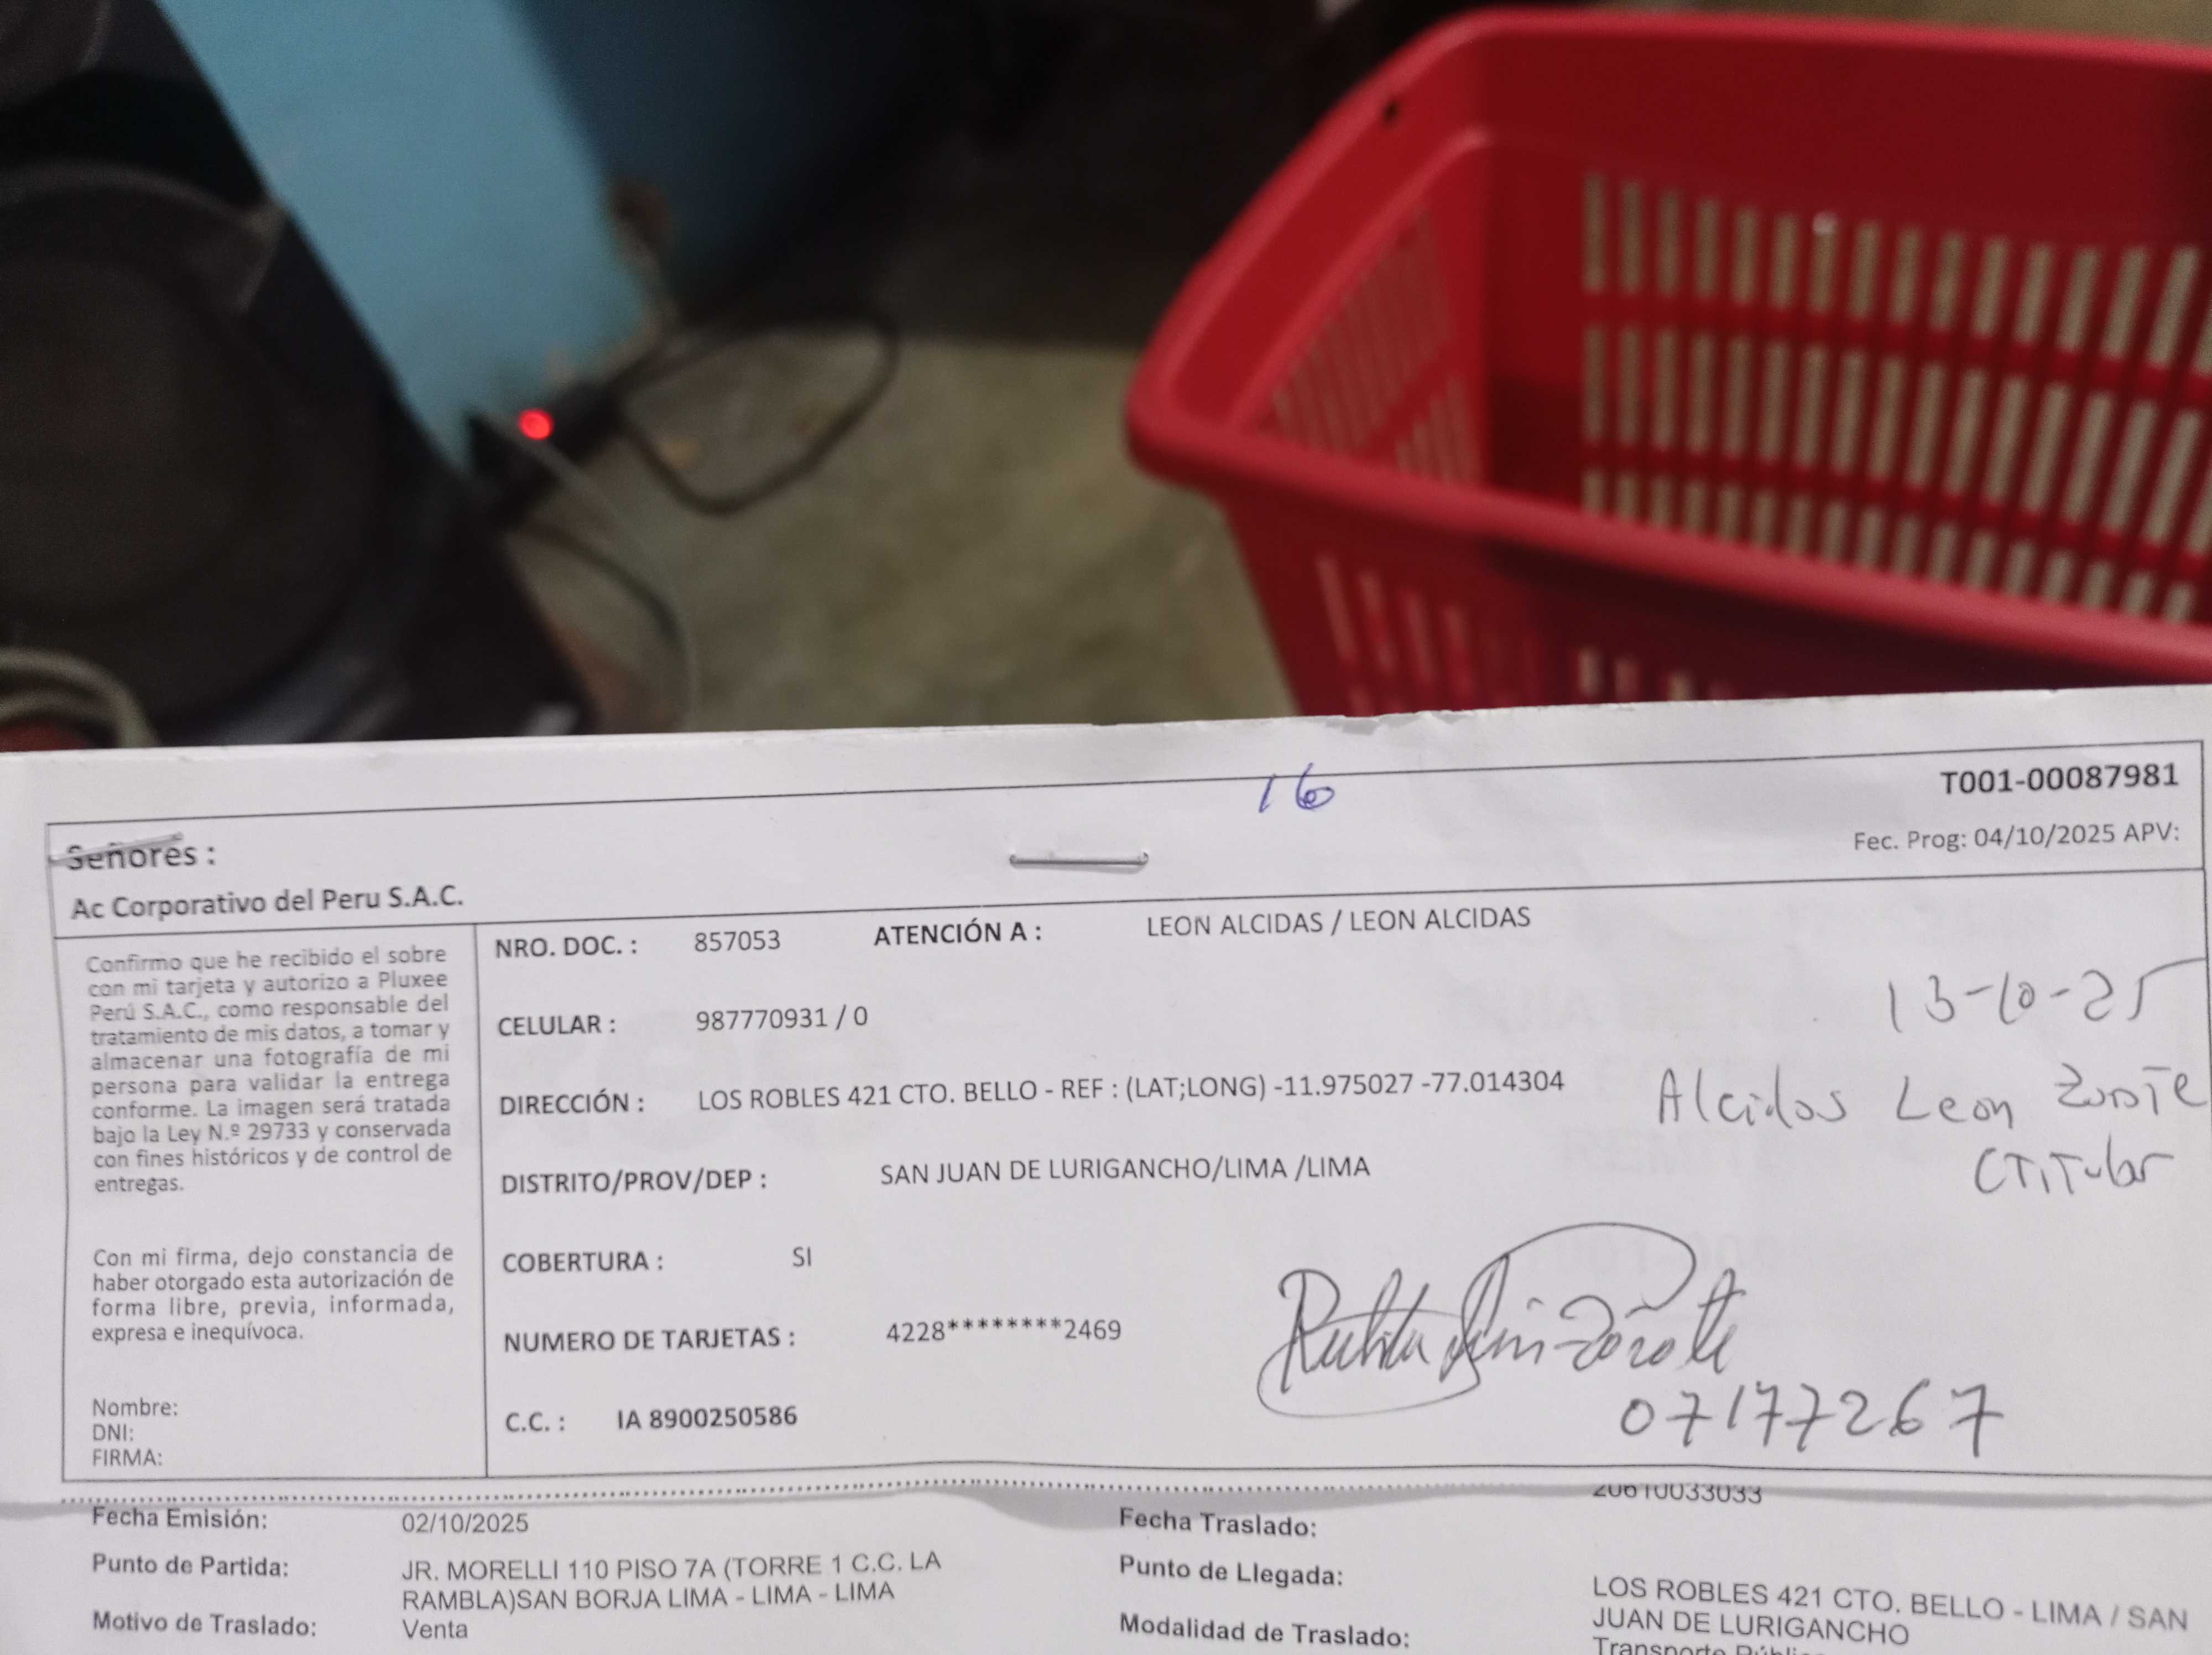 16
T001-00087981
Señores :
Fec. Prog: 04/10/2025 APV:
Ac Corporativo del Peru S.A.C.
Confirmo que he recibido el sobre
con mi tarjeta y autorizo a Pluxee
Perú S.A.C., como responsable del
tratamiento de mis datos, a tomar y
almacenar una fotografía de mi
persona para validar la entrega
conforme. La imagen será tratada
bajo la Ley N.º 29733 y conservada
con fines históricos y de control de
entregas.
Con mi firma, dejo constancia de
haber otorgado esta autorización de
forma libre, previa, informada,
expresa e inequívoca.
Nombre:
DNI:
FIRMA:
NRO. DOC. : 857053 ATENCIÓN A : LEON ALCIDAS / LEON ALCIDAS
CELULAR : 987770931 / 0
DIRECCIÓN : LOS ROBLES 421 CTO. BELLO - REF : (LAT;LONG) -11.975027 -77.014304
DISTRITO/PROV/DEP : SAN JUAN DE LURIGANCHO/LIMA /LIMA
COBERTURA : SI
NUMERO DE TARJETAS : 4228********2469
C.C. : IA 8900250586
13-10-25
Alcidas Leon
07177267
20610033033
Fecha Emisión: 02/10/2025 Fecha Traslado:
Punto de Partida: JR. MORELLI 110 PISO 7A (TORRE 1 C.C. LA
RAMBLA)SAN BORJA LIMA - LIMA - LIMA
Punto de Llegada: LOS ROBLES 421 CTO. BELLO - LIMA / SAN
JUAN DE LURIGANCHO
Motivo de Traslado: Venta
Modalidad de Traslado: Transporte